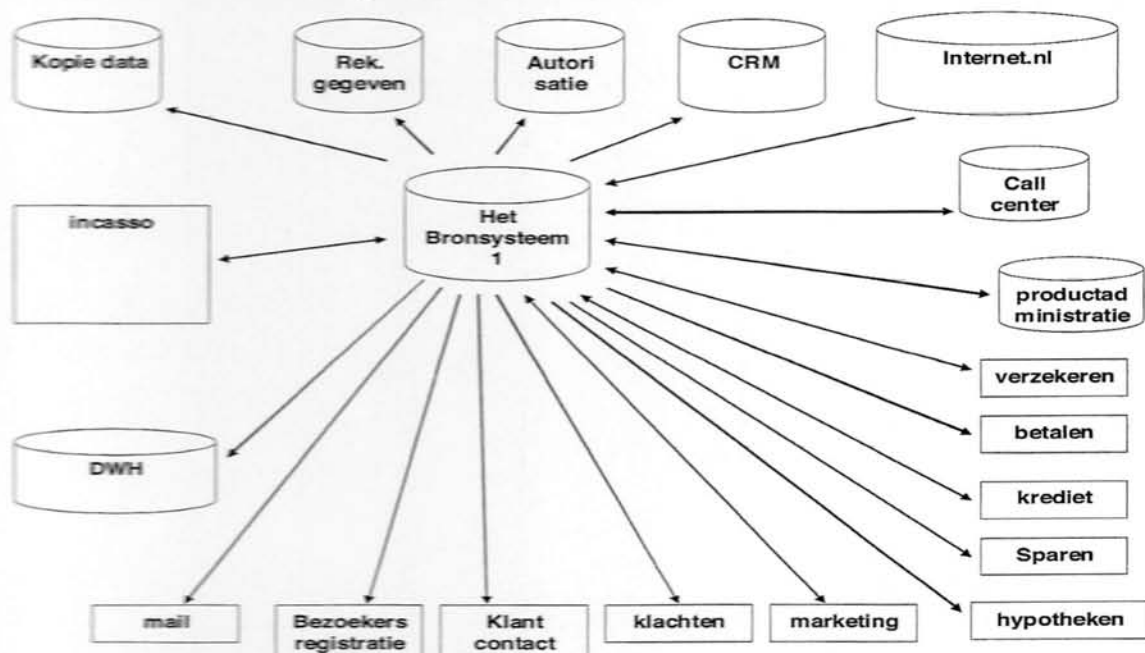 Kopie data
Rek.
gegeven
Autori
satie
CRM
Internet.nl
Call
center
incasso
Het
Bronsysteem
1
productad
ministratie
verzekeren
betalen
DWH
krediet
Sparen
mail
Bezoekers
registratie
Klant
contact
klachten
marketing
hypotheken